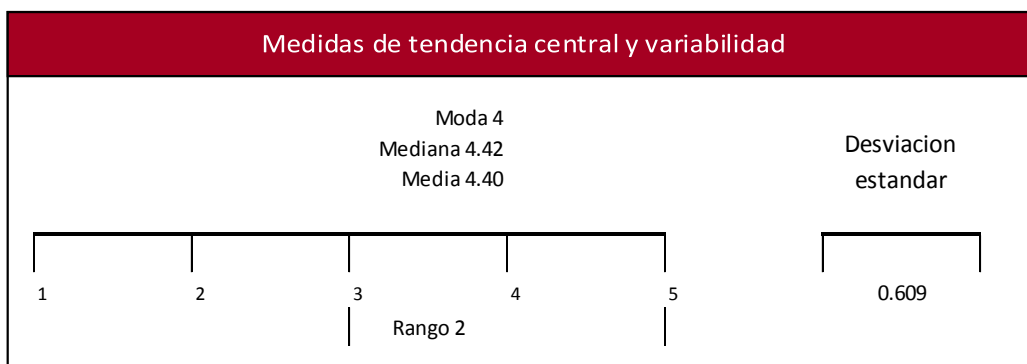 Medidas de tendencia central y variabilidad
Moda 4
Mediana 4.42
Media 4.40
Desviacion
estandar
1 2 3 4 5
0.609
Rango 2